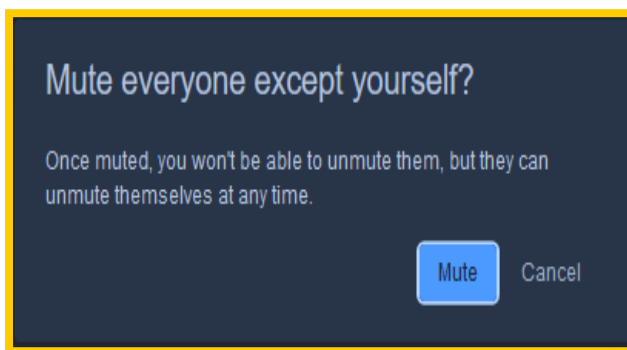 Mute everyone except yourself?
Once muted, you won't be able to unmute them, but they can
unmute themselves at any time.
Mute Cancel